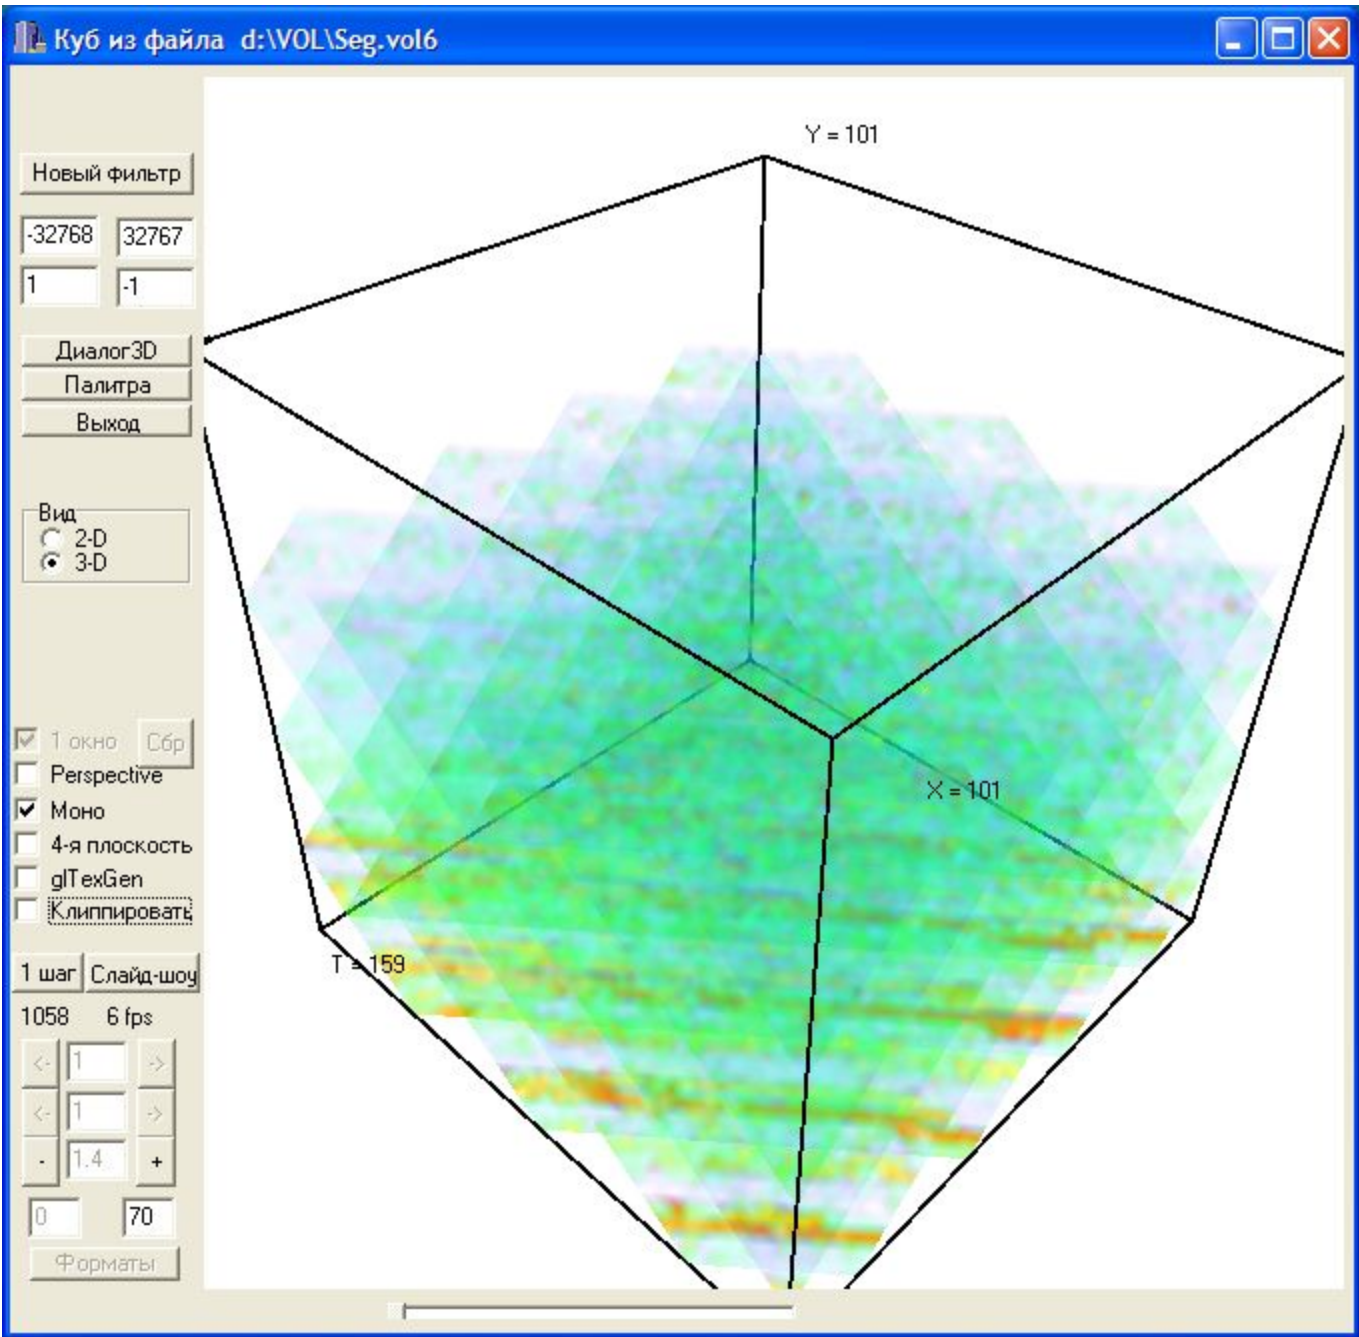 Куб из файла d:\VOL\Seg.vol6
Новый фильтр
-32768 32767
1 -1
Диалог3D
Палитра
Выход
Вид
2-D
3-D
1 окно Сбр
Perspective
Моно
4-я плоскость
glTexGen
Клиппировать
1 шаг Слайд-шоу
1058 6 fps
<- 1 ->
<- 1 ->
- 1.4 +
0 70
Форматы
Y = 101
X = 101
T = 159